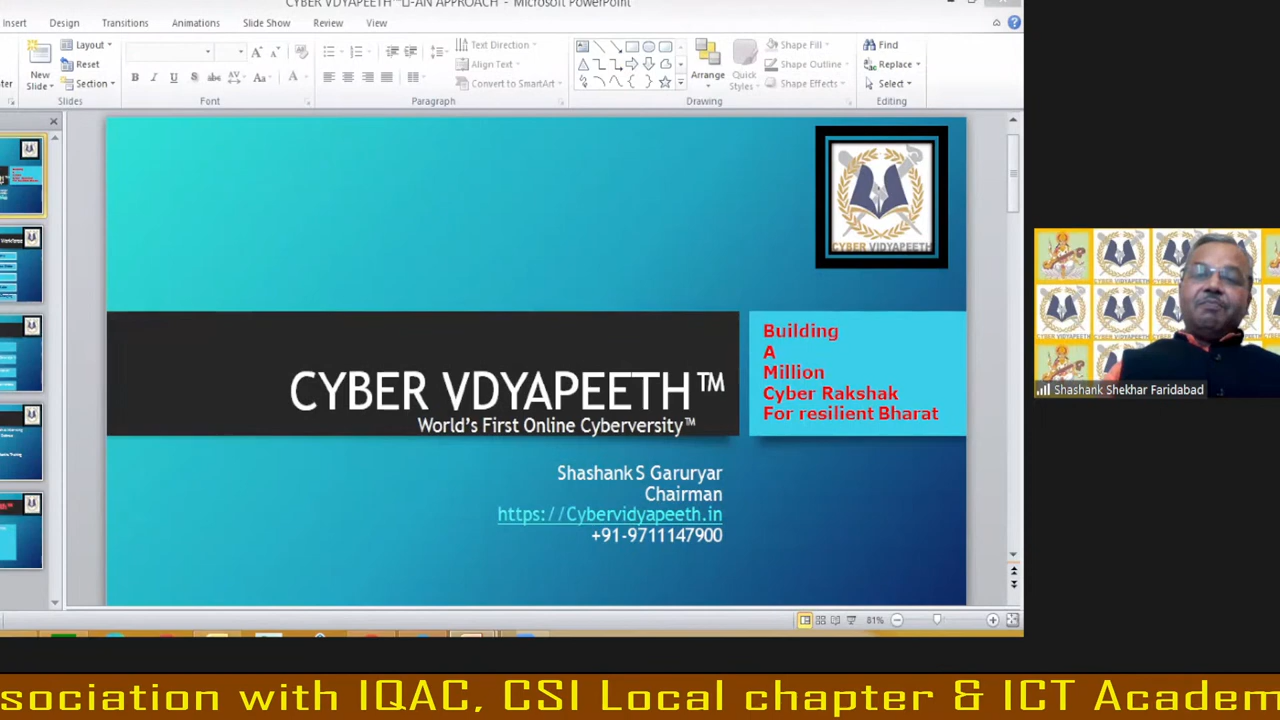 CYBER VDYAPEETH™ -AN APPROACH - Microsoft PowerPoint
Insert Design Transitions Animations Slide Show Review View
Layout
Reset
Section
New
Slide
Text Direction
Align Text
Convert to SmartArt
Arrange
Quick
Styles
Shape Fill
Shape Outline
Shape Effects
Find
Replace
Select
Slides Font Paragraph Drawing Editing
CYBER VIDYAPEETH
CYBER VDYAPEETH™
World's First Online Cyberversity™
Building
A
Million
Cyber Rakshak
For resilient Bharat
Shashank S Garuryar
Chairman
https://Cybervidyapeeth.in
+91-9711147900
Shashank Shekhar Faridabad
81%
sociation with IQAC, CSI Local chapter & ICT Academ